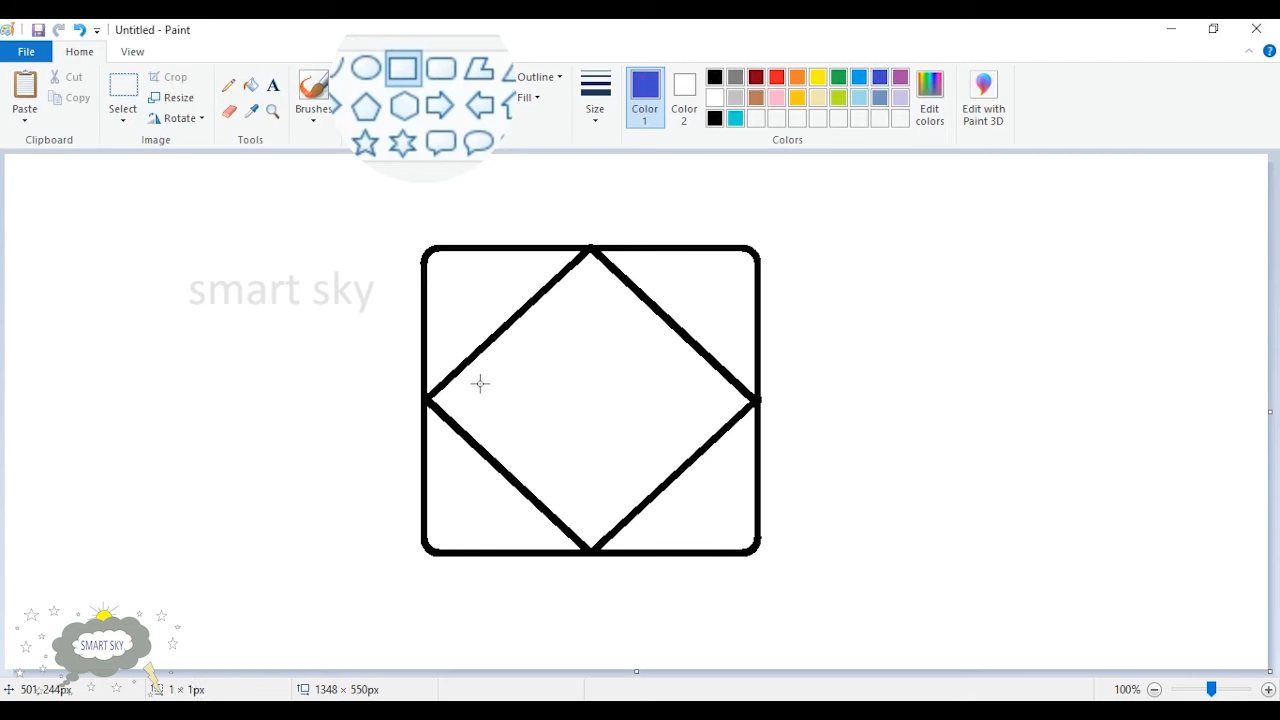 Untitled - Paint
File
Home
View
Paste
Cut
Copy
Clipboard
Select
Crop
Resize
Rotate
Image
A
Tools
Brushes
Outline
Fill
Size
Color 1
Color 2
Edit colors
Edit with Paint 3D
Colors
smart sky
SMART SKY
501, 244px
1 × 1px
1348 × 550px
100%